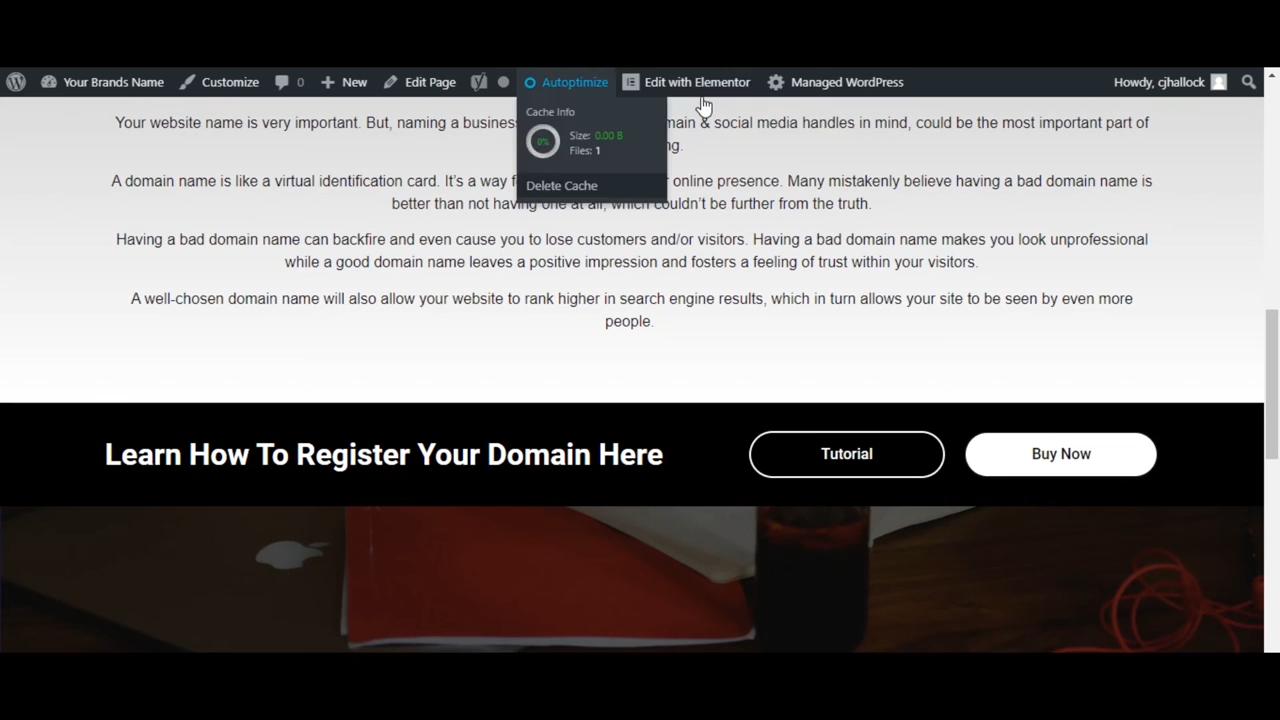 Your Brands Name Customize 0 New Edit Page Autoptimize Edit with Elementor Managed WordPress Howdy, cjhallock
Cache Info
Size: 0.00 B
0%
Files: 1
Delete Cache
Your website name is very important. But, naming a business main & social media handles in mind, could be the most important part of
ng.
A domain name is like a virtual identification card. It's a way f r online presence. Many mistakenly believe having a bad domain name is
better than not having one at all, which couldn't be further from the truth.
Having a bad domain name can backfire and even cause you to lose customers and/or visitors. Having a bad domain name makes you look unprofessional
while a good domain name leaves a positive impression and fosters a feeling of trust within your visitors.
A well-chosen domain name will also allow your website to rank higher in search engine results, which in turn allows your site to be seen by even more
people.
Learn How To Register Your Domain Here Tutorial Buy Now